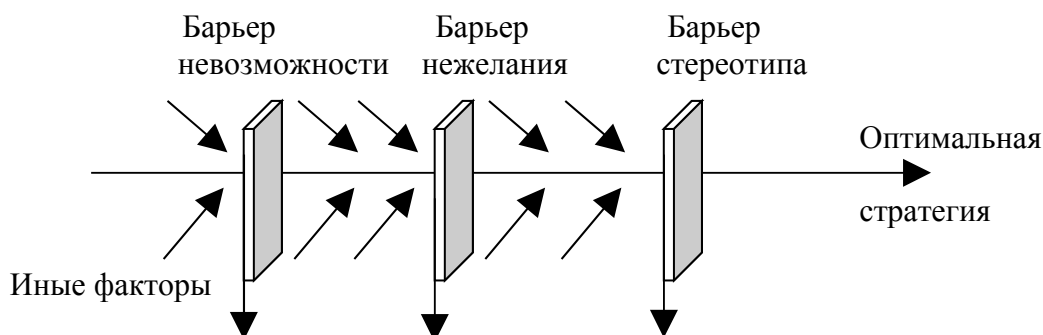 Барьер
невозможности
Барьер
нежелания
Барьер
стереотипа
Оптимальная
стратегия
Иные факторы